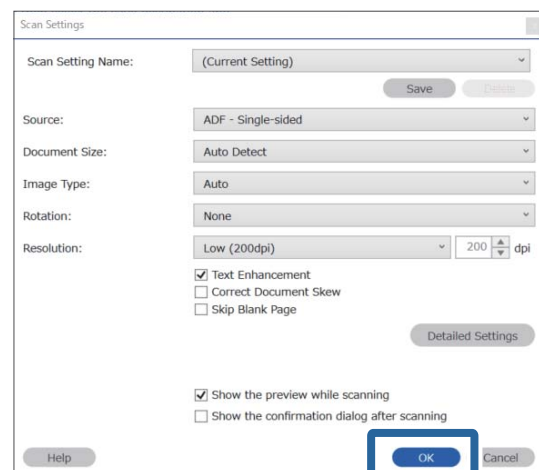 Scan Settings
Scan Setting Name: (Current Setting)
Save Delete
Source: ADF - Single-sided
Document Size: Auto Detect
Image Type: Auto
Rotation: None
Resolution: Low (200dpi) 200 dpi
Text Enhancement
Correct Document Skew
Skip Blank Page
Detailed Settings
Show the preview while scanning
Show the confirmation dialog after scanning
Help OK Cancel